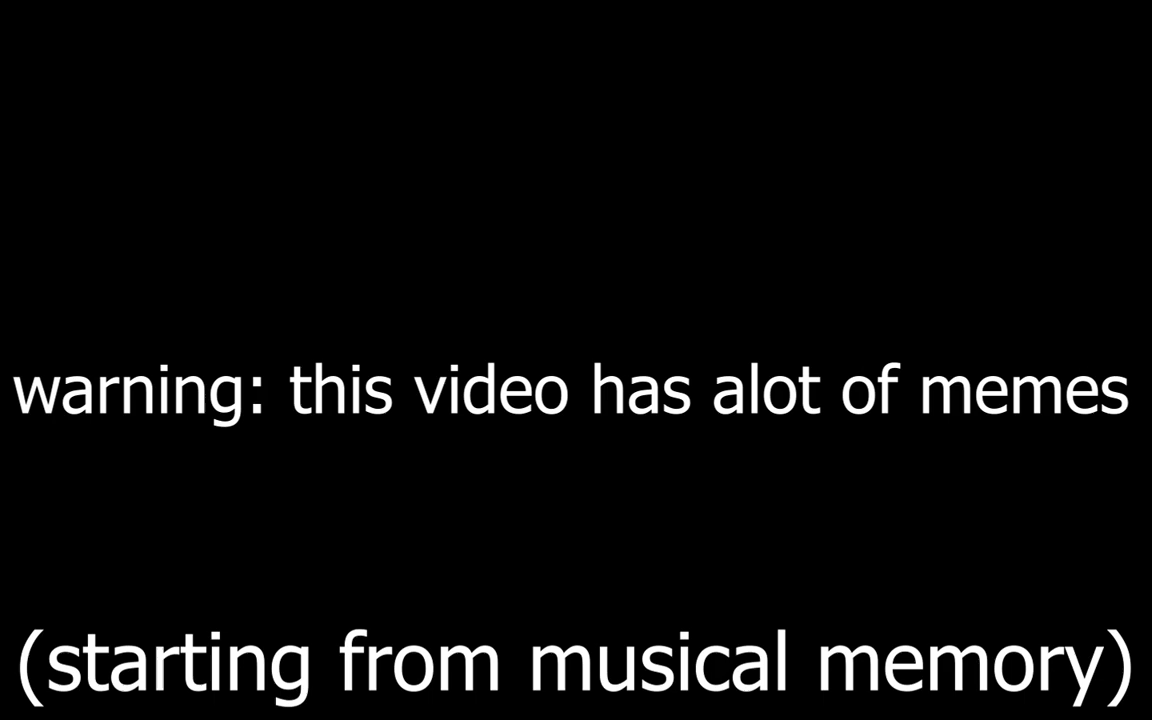 warning: this video has alot of memes
(starting from musical memory)